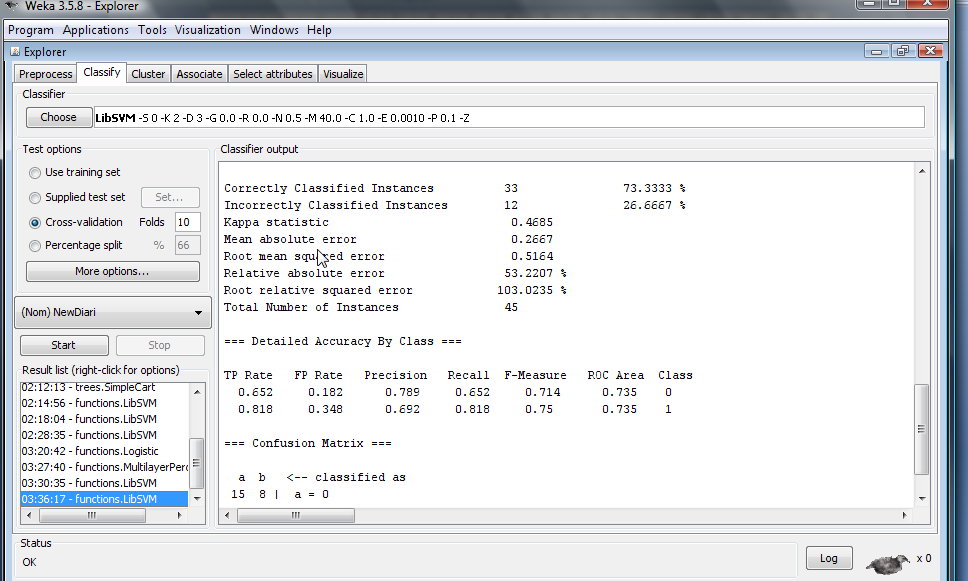 Weka 3.5.8 - Explorer
Program Applications Tools Visualization Windows Help
Explorer
Preprocess Classify Cluster Associate Select attributes Visualize
Classifier
Choose LibSVM -S 0 -K 2 -D 3 -G 0.0 -R 0.0 -N 0.5 -M 40.0 -C 1.0 -E 0.0010 -P 0.1 -Z
Test options
Use training set
Supplied test set Set...
Cross-validation Folds 10
Percentage split % 66
More options...
(Nom) NewDiari
Start Stop
Result list (right-click for options)
02:12:13 - trees.SimpleCart
02:14:56 - functions.LibSVM
02:18:04 - functions.LibSVM
02:28:35 - functions.LibSVM
03:20:42 - functions.Logistic
03:27:40 - functions.MultilayerPerc
03:30:35 - functions.LibSVM
03:36:17 - functions.LibSVM
Classifier output
Correctly Classified Instances 33 73.3333 %
Incorrectly Classified Instances 12 26.6667 %
Kappa statistic 0.4685
Mean absolute error 0.2667
Root mean squared error 0.5164
Relative absolute error 53.2207 %
Root relative squared error 103.0235 %
Total Number of Instances 45
=== Detailed Accuracy By Class ===
TP Rate FP Rate Precision Recall F-Measure ROC Area Class
0.652 0.182 0.789 0.652 0.714 0.735 0
0.818 0.348 0.692 0.818 0.75 0.735 1
=== Confusion Matrix ===
a b <-- classified as
15 8 | a = 0
Status
OK
Log x 0